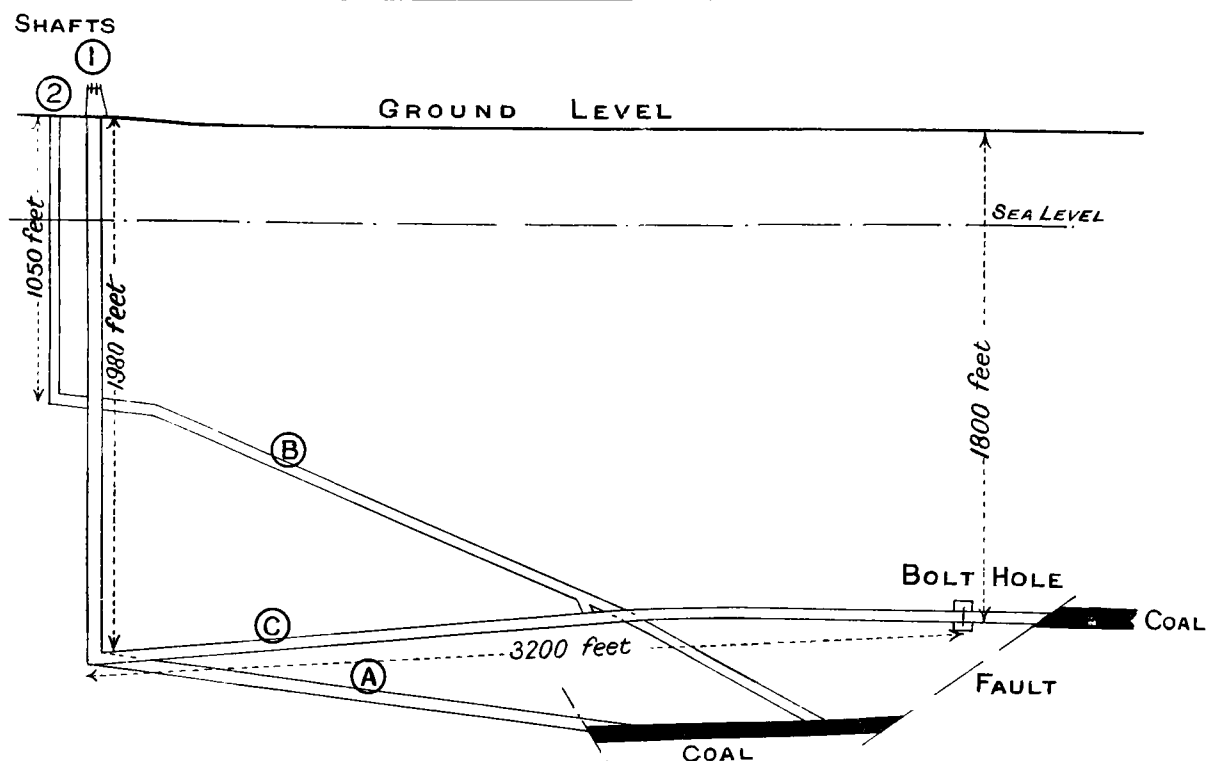 SHAFTS
1
2
GROUND LEVEL
SEA LEVEL
1050 feet
1980 feet
1800 feet
B
BOLT HOLE
C
COAL
3200 feet
A
FAULT
COAL